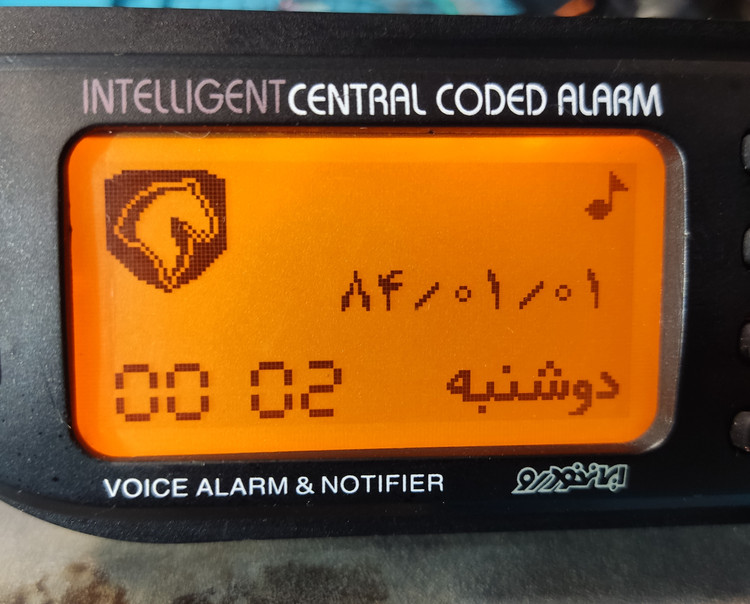 INTELLIGENT CENTRAL CODED ALARM
۸۴/۰۱/۰۱
00 02 دوشنبه
VOICE ALARM & NOTIFIER ایران‌خودرو